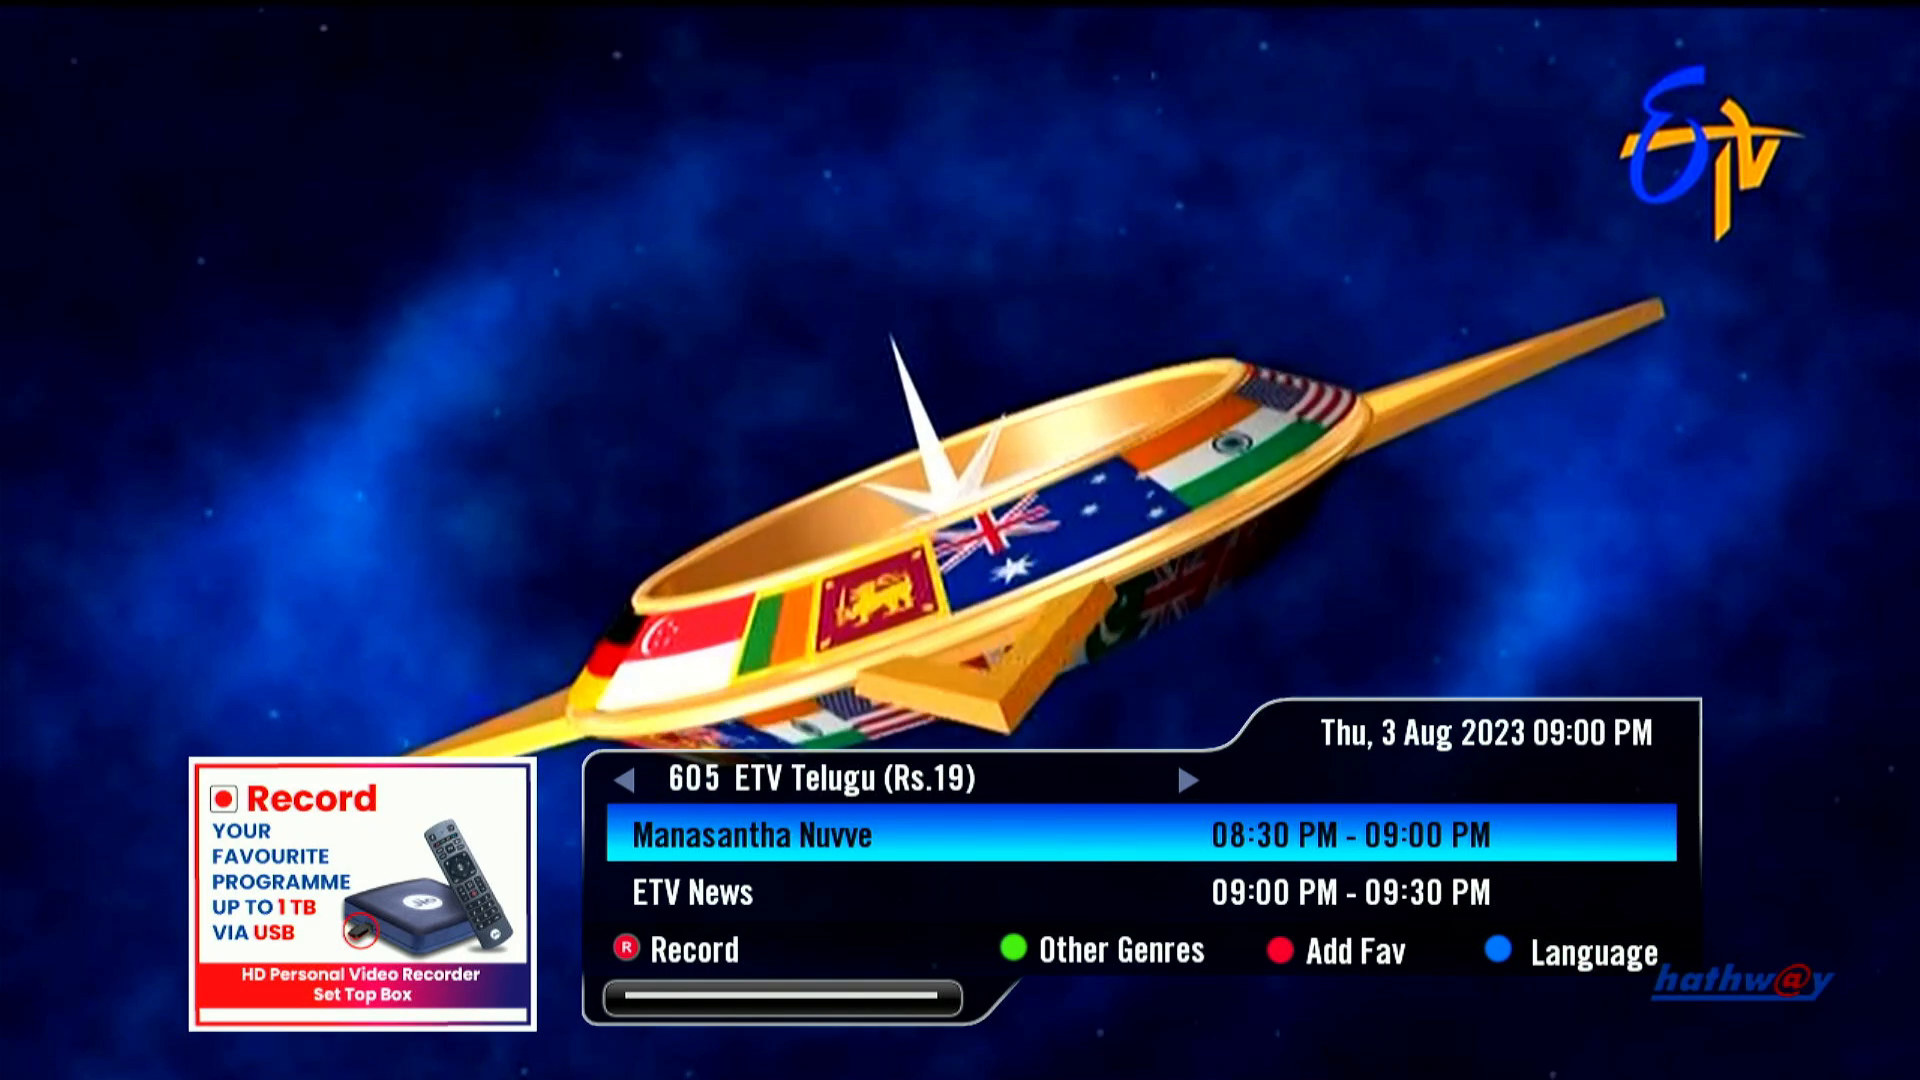 ETV
Thu, 3 Aug 2023 09:00 PM
605 ETV Telugu (Rs.19)
Manasantha Nuvve 08:30 PM - 09:00 PM
ETV News 09:00 PM - 09:30 PM
R Record Other Genres Add Fav Language
hathw@y
Record
YOUR
FAVOURITE
PROGRAMME
UP TO 1 TB
VIA USB
Jio
HD Personal Video Recorder
Set Top Box